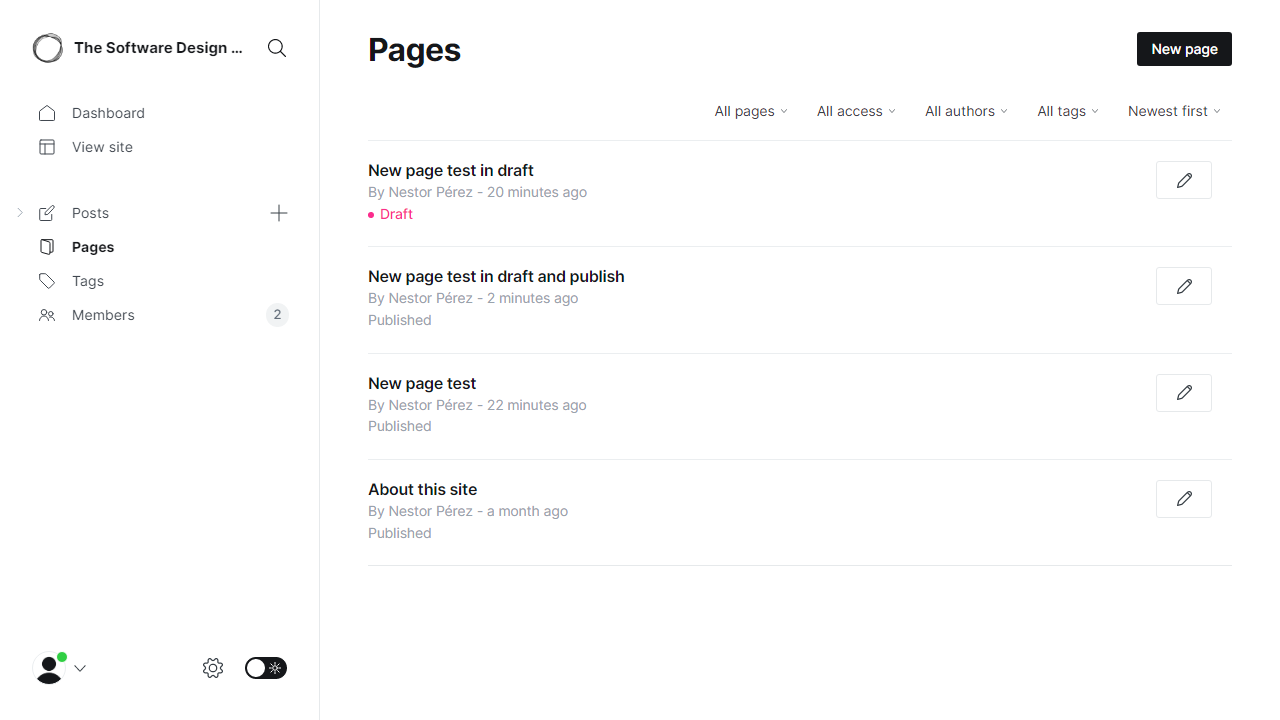 The Software Design ...
Dashboard
View site
Posts
Pages
Tags
Members
2
Pages
New page
All pages
All access
All authors
All tags
Newest first
New page test in draft
By Nestor Pérez - 20 minutes ago
Draft
New page test in draft and publish
By Nestor Pérez - 2 minutes ago
Published
New page test
By Nestor Pérez - 22 minutes ago
Published
About this site
By Nestor Pérez - a month ago
Published